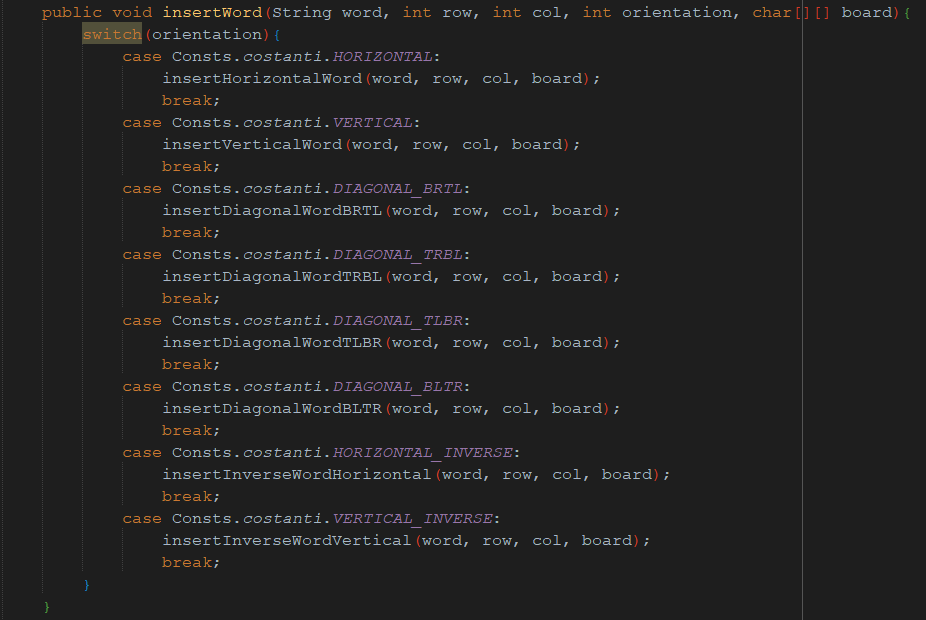 public void insertWord(String word, int row, int col, int orientation, char[][] board){
switch(orientation){
case Consts.costanti.HORIZONTAL:
insertHorizontalWord(word, row, col, board);
break;
case Consts.costanti.VERTICAL:
insertVerticalWord(word, row, col, board);
break;
case Consts.costanti.DIAGONAL_BRTL:
insertDiagonalWordBRTL(word, row, col, board);
break;
case Consts.costanti.DIAGONAL_TRBL:
insertDiagonalWordTRBL(word, row, col, board);
break;
case Consts.costanti.DIAGONAL_TLBR:
insertDiagonalWordTLBR(word, row, col, board);
break;
case Consts.costanti.DIAGONAL_BLTR:
insertDiagonalWordBLTR(word, row, col, board);
break;
case Consts.costanti.HORIZONTAL_INVERSE:
insertInverseWordHorizontal(word, row, col, board);
break;
case Consts.costanti.VERTICAL_INVERSE:
insertInverseWordVertical(word, row, col, board);
break;
}
}